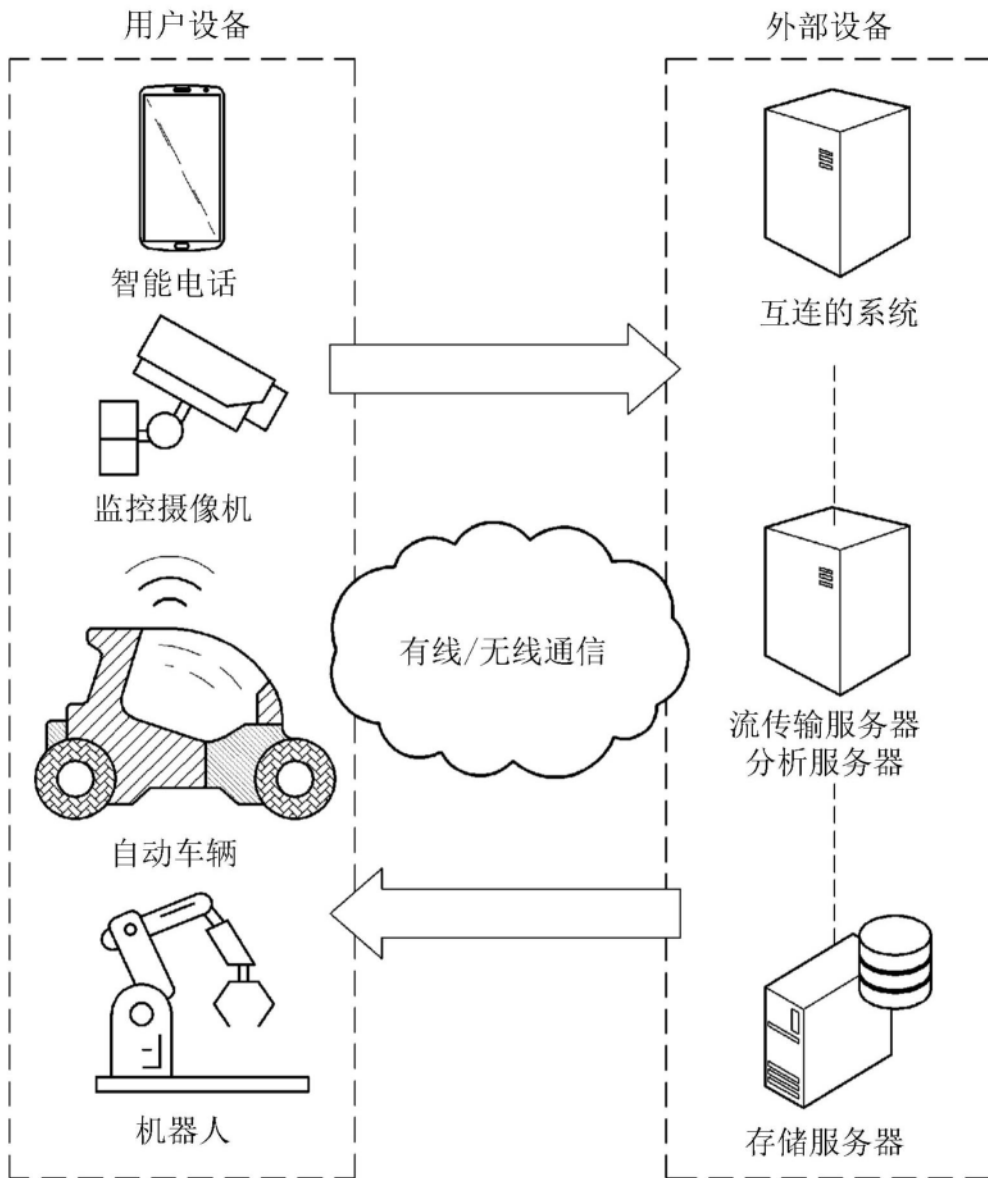 用户设备
外部设备
智能电话
互连的系统
监控摄像机
有线/无线通信
流传输服务器
分析服务器
自动车辆
机器人
存储服务器